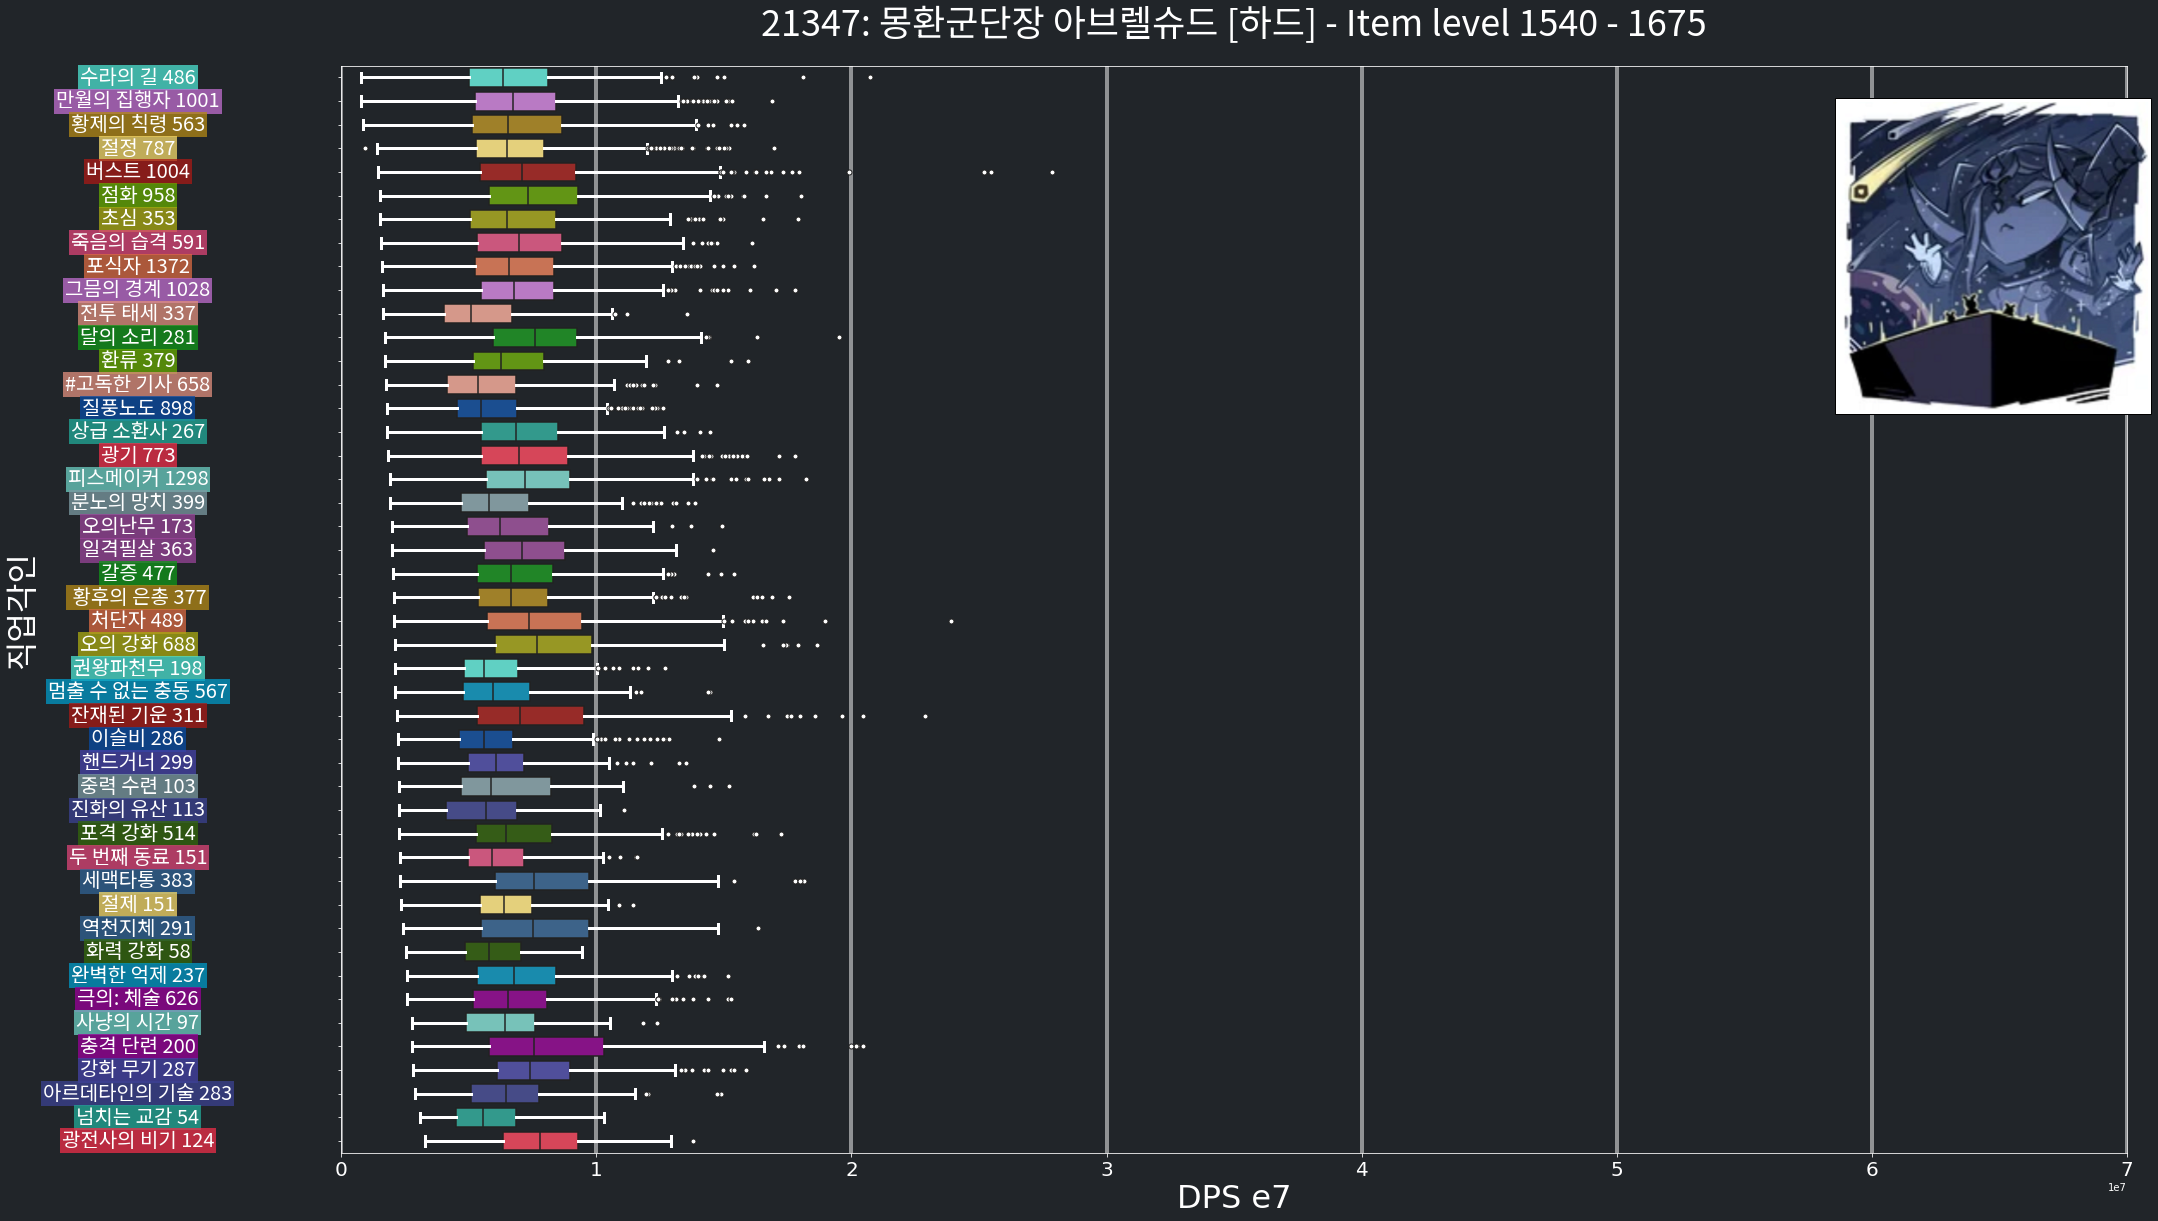 21347: 몽환군단장 아브렐슈드 [하드] - Item level 1540 - 1675
직업각인
수라의 길 486
만월의 집행자 1001
황제의 칙령 563
절정 787
버스트 1004
점화 958
초심 353
죽음의 습격 591
포식자 1372
그믐의 경계 1028
전투 태세 337
달의 소리 281
환류 379
#고독한 기사 658
질풍노도 898
상급 소환사 267
광기 773
피스메이커 1298
분노의 망치 399
오의난무 173
일격필살 363
갈증 477
황후의 은총 377
처단자 489
오의 강화 688
권왕파천무 198
멈출 수 없는 충동 567
잔재된 기운 311
이슬비 286
핸드거너 299
중력 수련 103
진화의 유산 113
포격 강화 514
두 번째 동료 151
세맥타통 383
절제 151
역천지체 291
화력 강화 58
완벽한 억제 237
극의: 체술 626
사냥의 시간 97
충격 단련 200
강화 무기 287
아르데타인의 기술 283
넘치는 교감 54
광전사의 비기 124
0 1 2 3 4 5 6 7
1e7
DPS e7